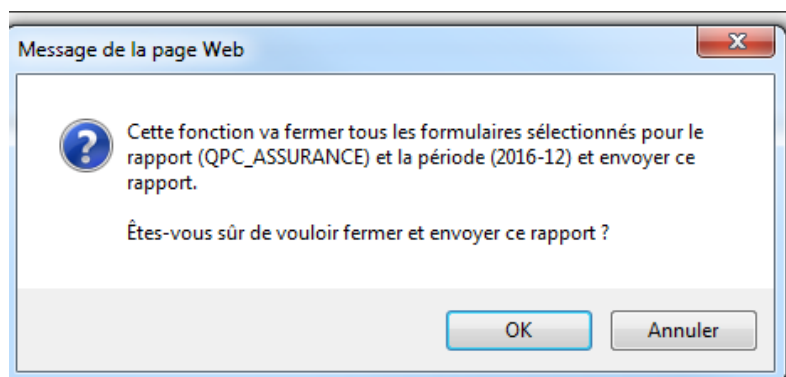 Message de la page Web
Cette fonction va fermer tous les formulaires sélectionnés pour le
rapport (QPC_ASSURANCE) et la période (2016-12) et envoyer ce
rapport.
Êtes-vous sûr de vouloir fermer et envoyer ce rapport ?
OK
Annuler